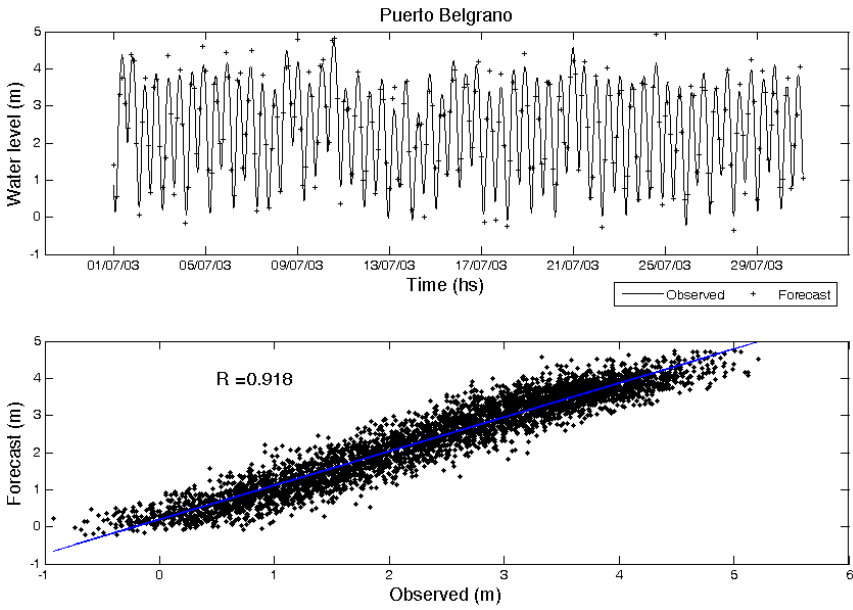 Puerto Belgrano
Water level (m)
5
4
3
2
1
0
-1
01/07/03 05/07/03 09/07/03 13/07/03 17/07/03 21/07/03 25/07/03 29/07/03
Time (hs)
Observed + Forecast
Forecast (m)
5
4
3
2
1
0
-1
R =0.918
-1 0 1 2 3 4 5 6
Observed (m)